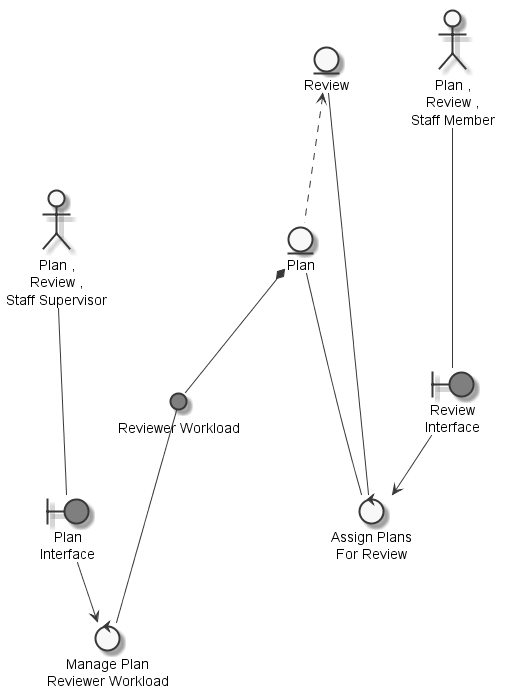 Review
Plan ,
Review ,
Staff Member
Plan ,
Review ,
Staff Supervisor
Plan
Reviewer Workload
Review
Interface
Plan
Interface
Assign Plans
For Review
Manage Plan
Reviewer Workload